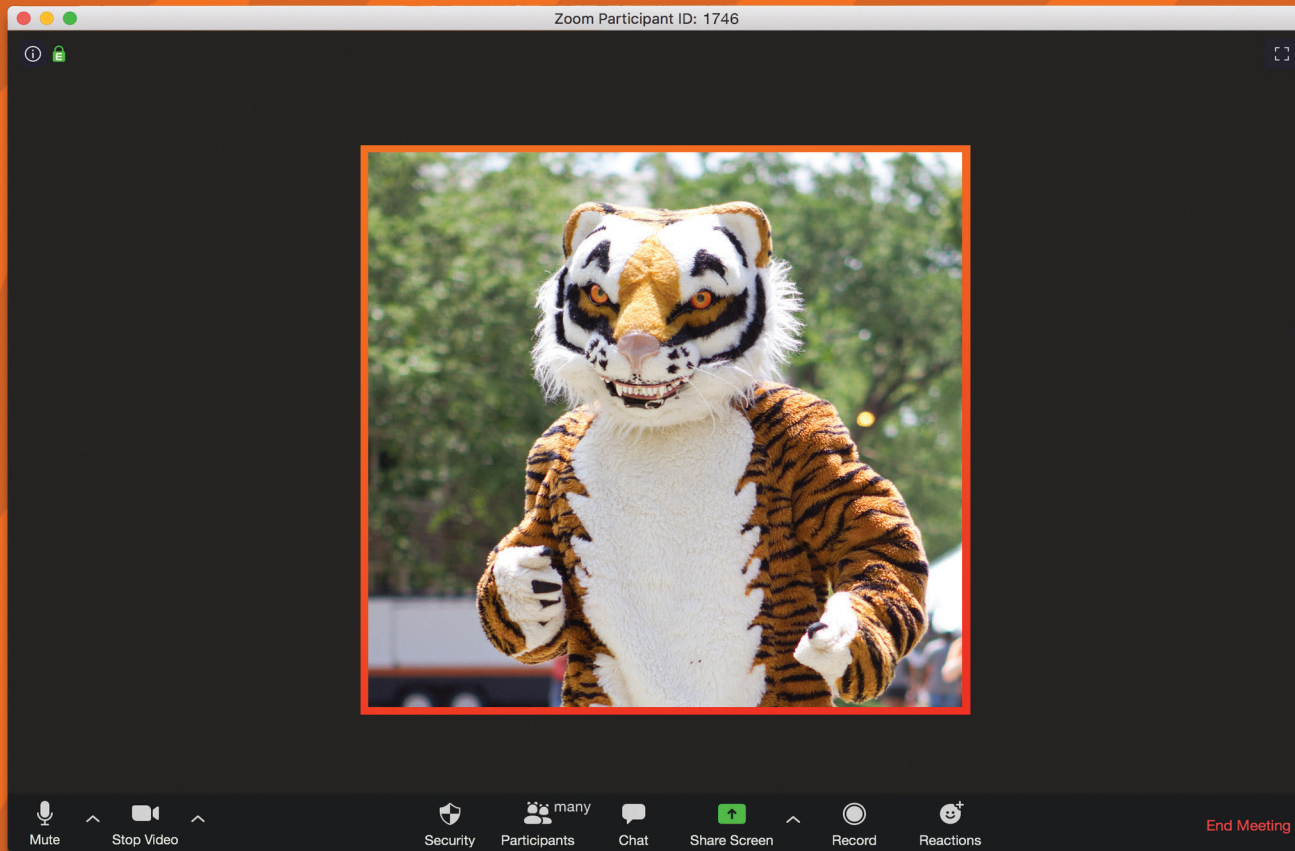 Zoom Participant ID: 1746
many
Mute
Stop Video
Security
Participants
Chat
Share Screen
Record
Reactions
End Meeting